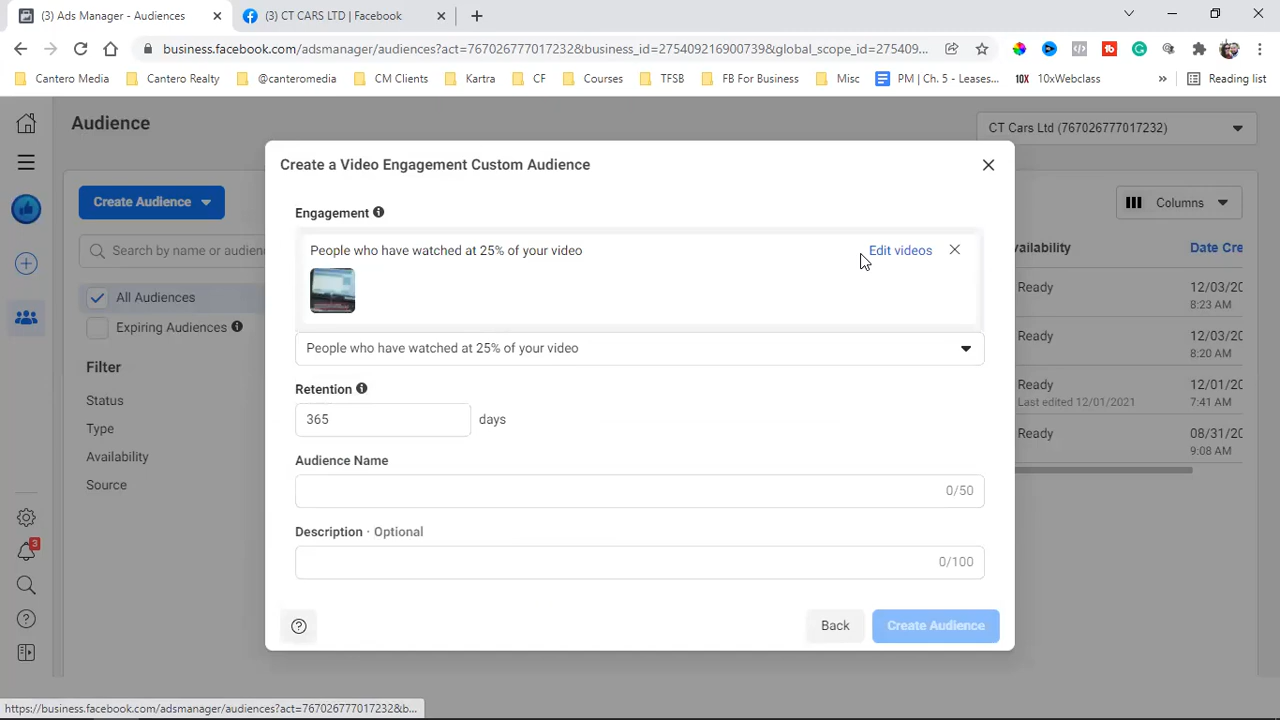 (3) Ads Manager - Audiences
(3) CT CARS LTD | Facebook
business.facebook.com/adsmanager/audiences?act=767026777017232&business_id=275409216900739&global_scope_id=275409...
Cantero Media
Cantero Realty
@canteromedia
CM Clients
Kartra
CF
Courses
TFSB
FB For Business
Misc
PM | Ch. 5 - Leases...
10X 10xWebclass
»
Reading list
Audience
CT Cars Ltd (767026777017232)
Create a Video Engagement Custom Audience
Create Audience
Columns
Engagement
Search by name or audien
People who have watched at 25% of your video
Edit videos
vailability
Date Cre
All Audiences
Ready
12/03/20
8:23 AM
Expiring Audiences
Ready
12/03/20
8:20 AM
People who have watched at 25% of your video
Filter
Retention
Ready
12/01/20
Last edited 12/01/2021
7:41 AM
Status
365
days
Type
Ready
08/31/20
9:08 AM
Availability
Audience Name
Source
0/50
Description · Optional
3
0/100
Back
Create Audience
https://business.facebook.com/adsmanager/audiences?act=767026777017232&b...